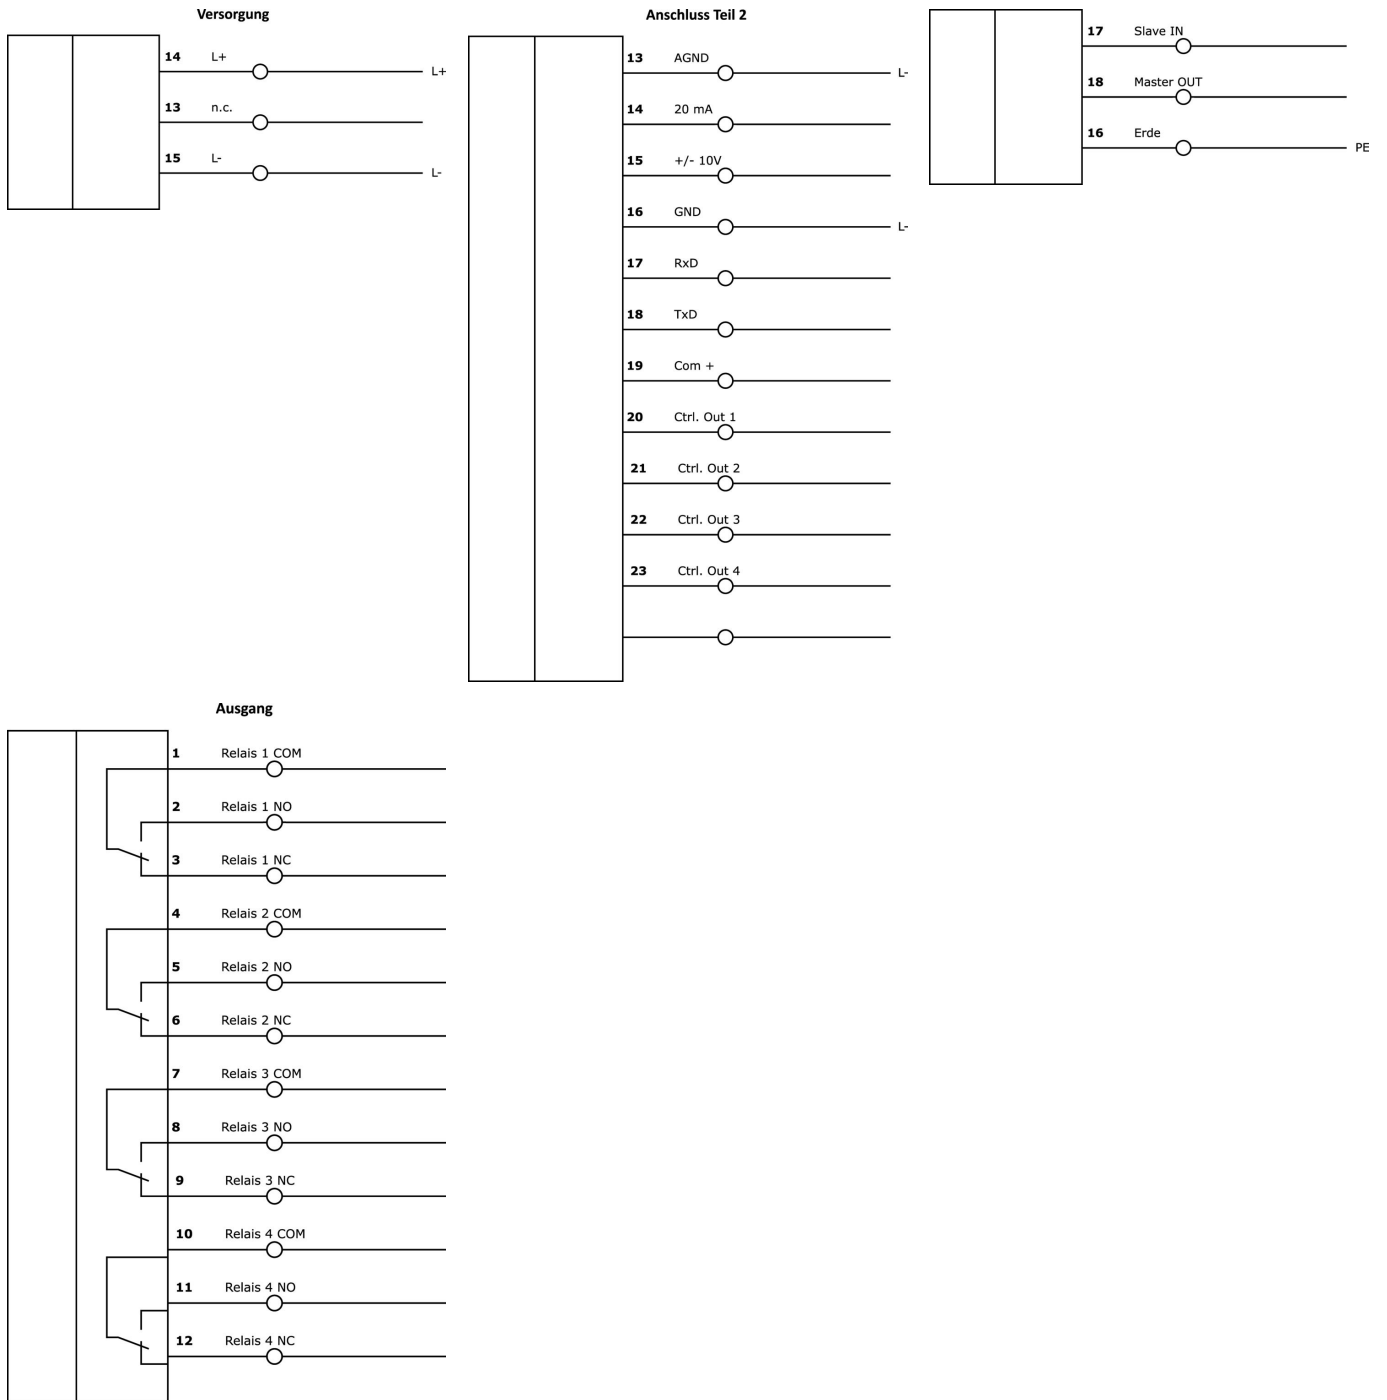 Versorgung
14 L+
L+
13 n.c.
15 L-
L-
Anschluss Teil 2
13 AGND
L-
14 20 mA
15 +/- 10V
16 GND
L-
17 RxD
18 TxD
19 Com +
20 Ctrl. Out 1
21 Ctrl. Out 2
22 Ctrl. Out 3
23 Ctrl. Out 4
17 Slave IN
18 Master OUT
16 Erde
PE
Ausgang
1 Relais 1 COM
2 Relais 1 NO
3 Relais 1 NC
4 Relais 2 COM
5 Relais 2 NO
6 Relais 2 NC
7 Relais 3 COM
8 Relais 3 NO
9 Relais 3 NC
10 Relais 4 COM
11 Relais 4 NO
12 Relais 4 NC